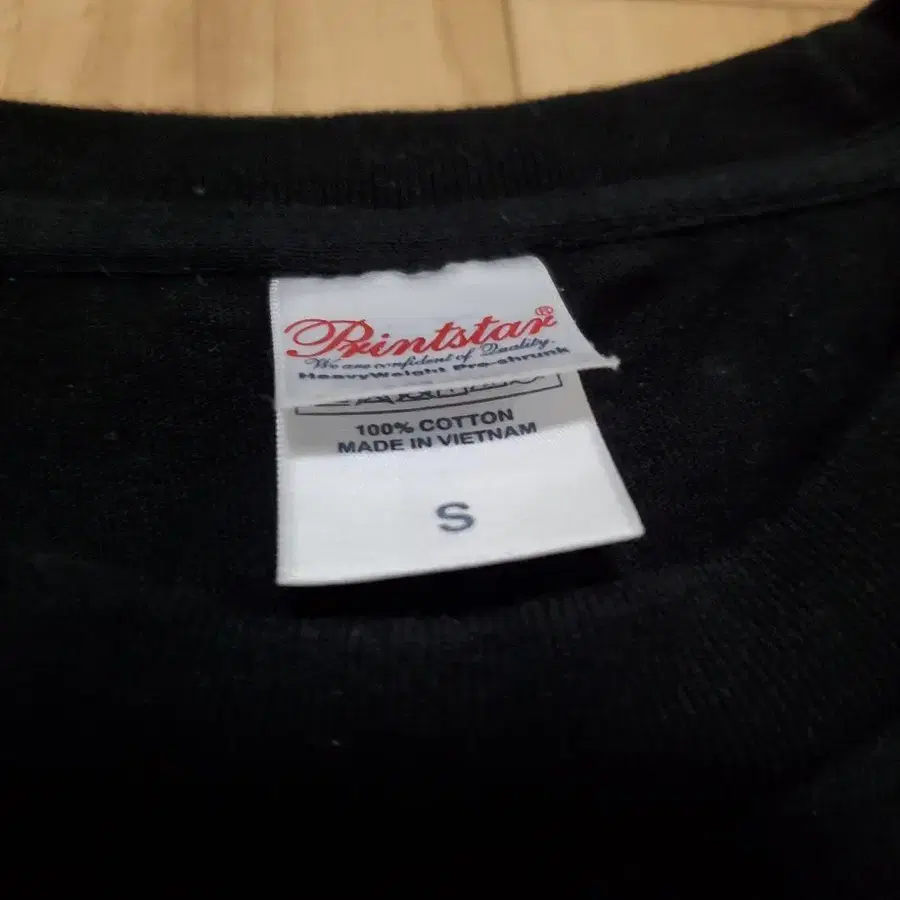 Printstar®
We are confident of Quality.
HeavyWeight Pre-shrunk
100% COTTON
MADE IN VIETNAM
S